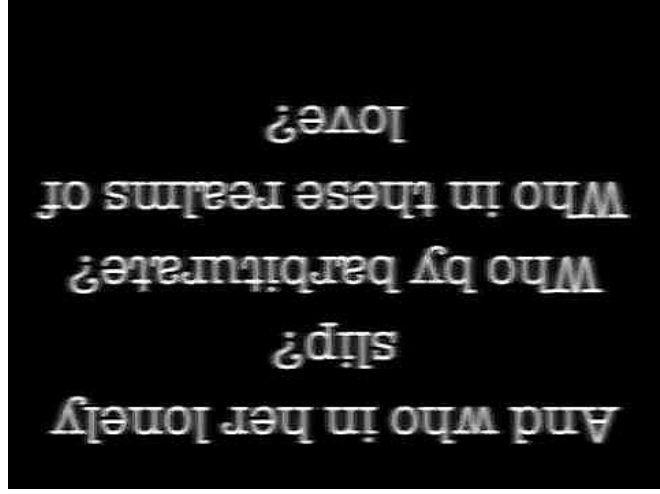 And who in her lonely
slip?
Who by barbiturate?
Who in these realms of
love?